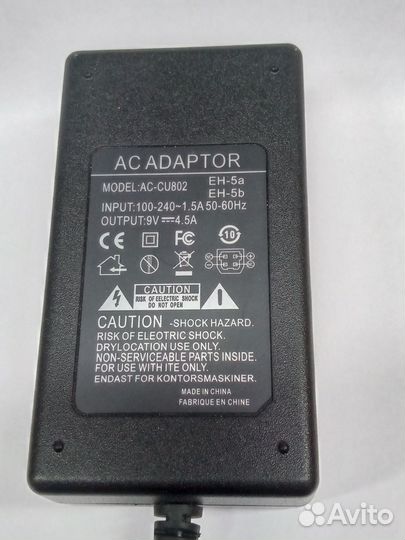 AC ADAPTOR
MODEL:AC-CU802 EH-5a
EH-5b
INPUT:100-240~1.5A 50-60Hz
OUTPUT:9V⎓4.5A
CE FC 10
CAUTION
RISK OF EELECTRIC SHOCK
DO NOT OPEN
CAUTION -SHOCK HAZARD.
RISK OF ELEOTRIC SHOCK.
DRYLOCATION USE ONLY.
NON-SERVICEABLE PARTS INSIDE.
FOR USE WITH ITE ONLY.
ENDAST FOR KONTORSMASKINER.
MADE IN CHINA
FABRIQUE EN CHINE
Avito